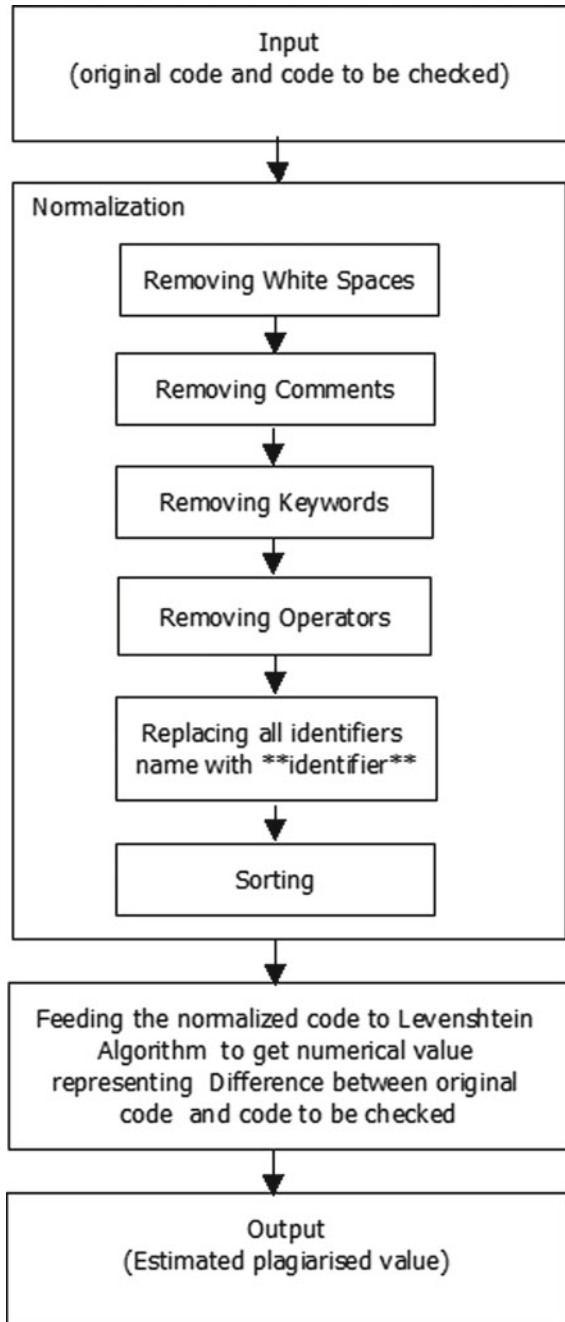 Input
(original code and code to be checked)
Normalization
Removing White Spaces
Removing Comments
Removing Keywords
Removing Operators
Replacing all identifiers
name with **identifier**
Sorting
Feeding the normalized code to Levenshtein
Algorithm to get numerical value
representing Difference between original
code and code to be checked
Output
(Estimated plagiarised value)